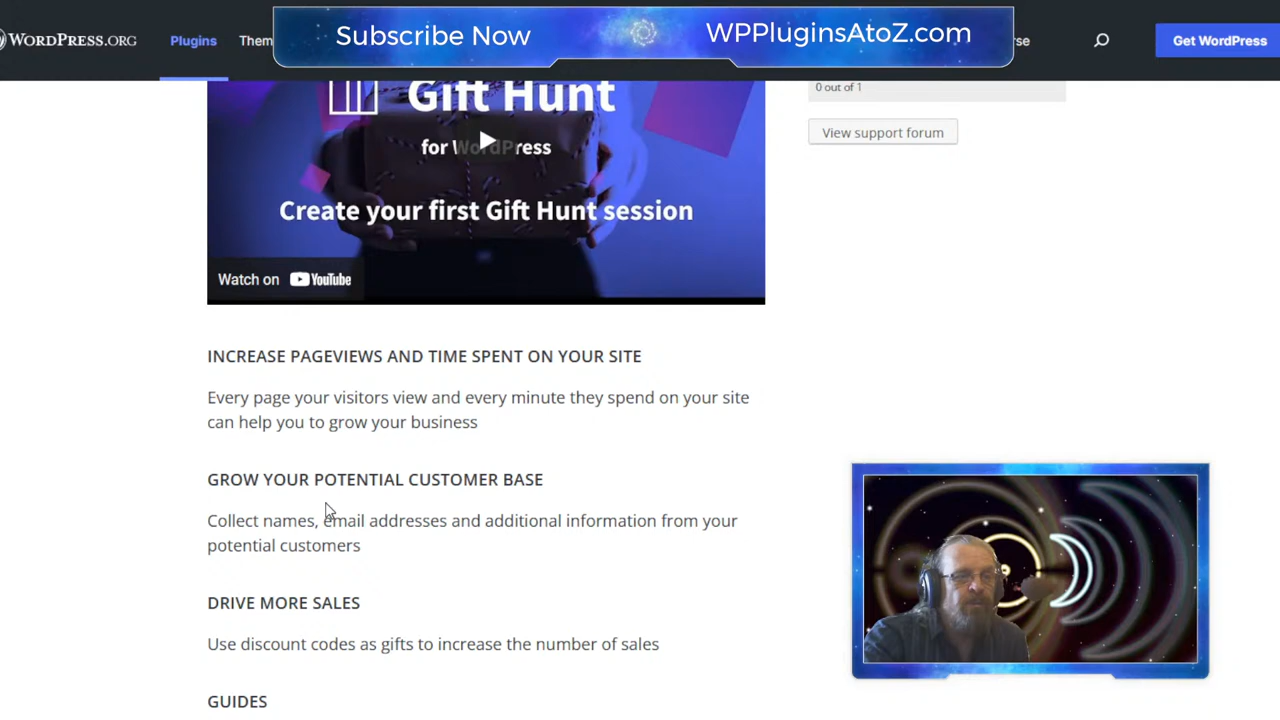 Subscribe Now
WPPluginsAtoZ.com
WORDPRESS.ORG
Plugins
Them
rse
Get WordPress
Gift Hunt
for WordPress
Create your first Gift Hunt session
Watch on YouTube
0 out of 1
View support forum
INCREASE PAGEVIEWS AND TIME SPENT ON YOUR SITE
Every page your visitors view and every minute they spend on your site
can help you to grow your business
GROW YOUR POTENTIAL CUSTOMER BASE
Collect names, email addresses and additional information from your
potential customers
DRIVE MORE SALES
Use discount codes as gifts to increase the number of sales
GUIDES